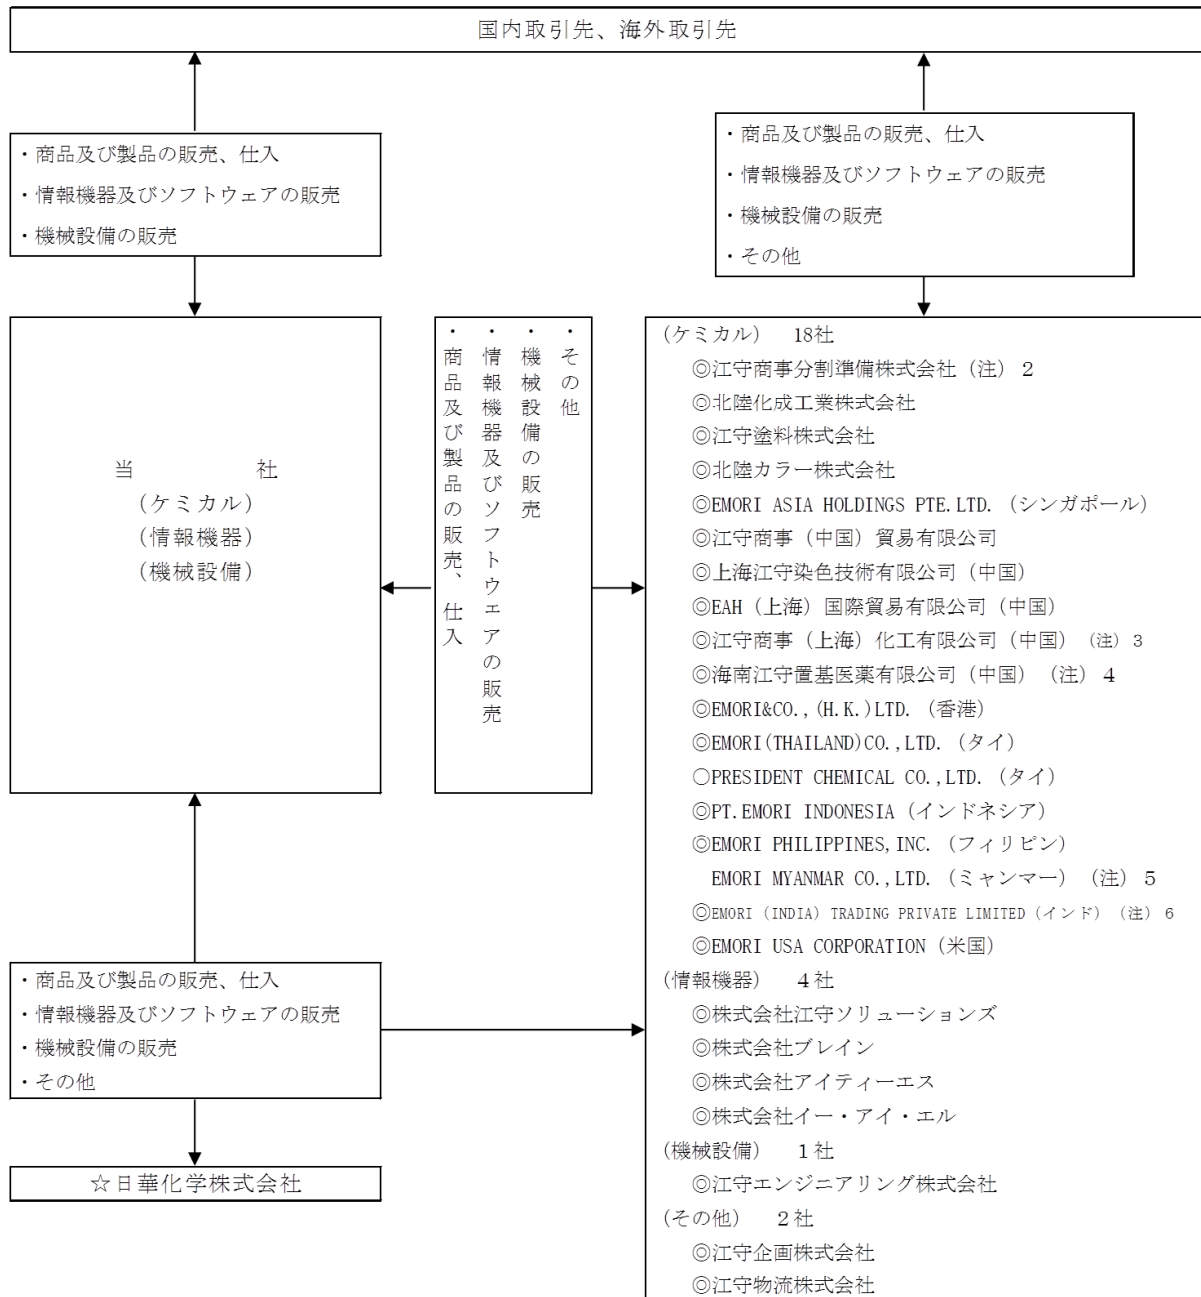 国内取引先、海外取引先
・商品及び製品の販売、仕入
・情報機器及びソフトウェアの販売
・機械設備の販売
・商品及び製品の販売、仕入
・情報機器及びソフトウェアの販売
・機械設備の販売
・その他
当　　　　　社
(ケミカル)
(情報機器)
(機械設備)
・その他
・機械設備の販売
・情報機器及びソフトウェアの販売
・商品及び製品の販売、仕入
(ケミカル)　18社
◎江守商事分割準備株式会社（注）2
◎北陸化成工業株式会社
◎江守塗料株式会社
◎北陸カラー株式会社
◎EMORI ASIA HOLDINGS PTE.LTD.（シンガポール）
◎江守商事（中国）貿易有限公司
◎上海江守染色技術有限公司（中国）
◎EAH（上海）国際貿易有限公司（中国）
◎江守商事（上海）化工有限公司（中国）（注）3
◎海南江守置基医薬有限公司（中国）（注）4
◎EMORI&CO.,(H.K.)LTD.（香港）
◎EMORI(THAILAND)CO.,LTD.（タイ）
○PRESIDENT CHEMICAL CO.,LTD.（タイ）
◎PT.EMORI INDONESIA（インドネシア）
◎EMORI PHILIPPINES,INC.（フィリピン）
EMORI MYANMAR CO.,LTD.（ミャンマー）（注）5
◎EMORI (INDIA) TRADING PRIVATE LIMITED（インド）（注）6
◎EMORI USA CORPORATION（米国）
(情報機器)　4社
◎株式会社江守ソリューションズ
◎株式会社ブレイン
◎株式会社アイティーエス
◎株式会社イー・アイ・エル
(機械設備)　1社
◎江守エンジニアリング株式会社
(その他)　2社
◎江守企画株式会社
◎江守物流株式会社
・商品及び製品の販売、仕入
・情報機器及びソフトウェアの販売
・機械設備の販売
・その他
☆日華化学株式会社